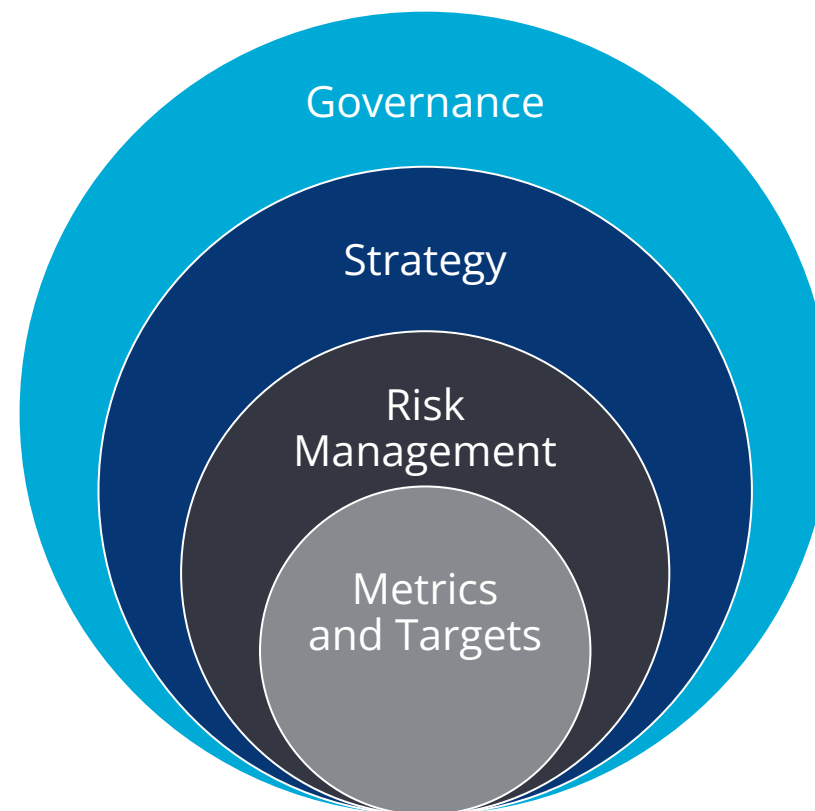 Governance
Strategy
Risk
Management
Metrics
and Targets